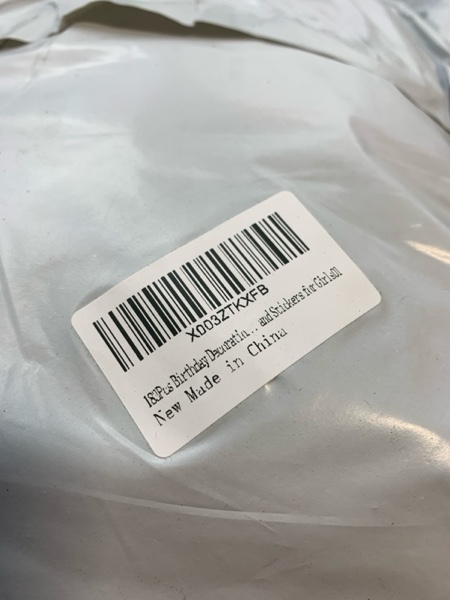 X003ZTKXFB
180Pcs Birthday Decoratin... and Stickers for Girls01
New Made in China